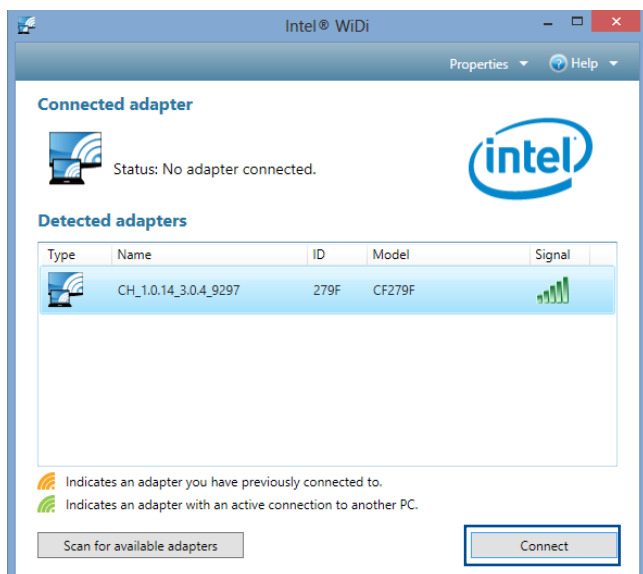 Intel® WiDi
Properties Help
Connected adapter
Status: No adapter connected.
intel
Detected adapters
Type Name ID Model Signal
CH_1.0.14_3.0.4_9297 279F CF279F
Indicates an adapter you have previously connected to.
Indicates an adapter with an active connection to another PC.
Scan for available adapters Connect